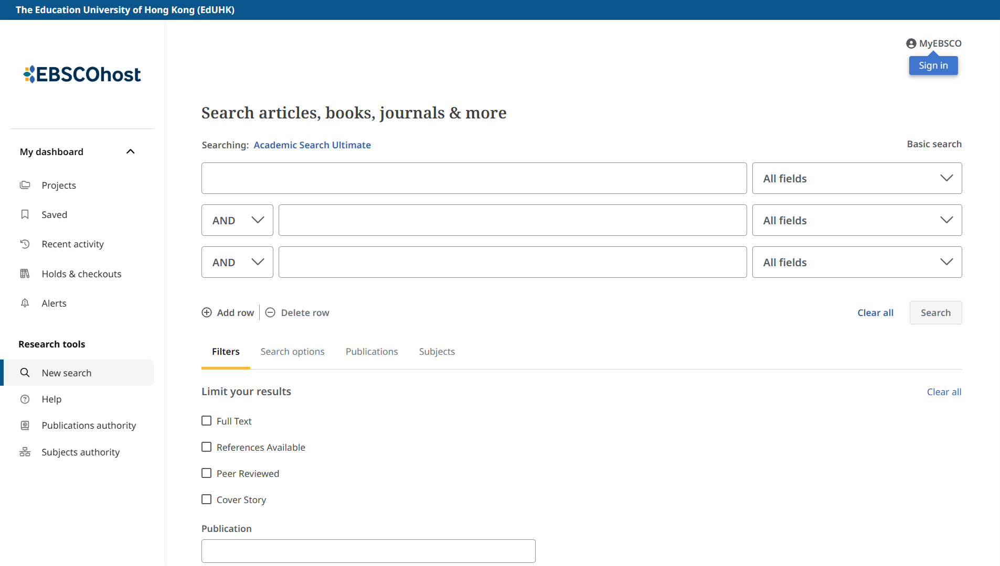 The Education University of Hong Kong (EdUHK)
EBSCOhost
My dashboard
Projects
Saved
Recent activity
Holds & checkouts
Alerts
Research tools
New search
Help
Publications authority
Subjects authority
MyEBSCO
Sign in
Search articles, books, journals & more
Searching: Academic Search Ultimate
Basic search
All fields
AND
All fields
AND
All fields
Add row
Delete row
Clear all
Search
Filters
Search options
Publications
Subjects
Limit your results
Clear all
Full Text
References Available
Peer Reviewed
Cover Story
Publication